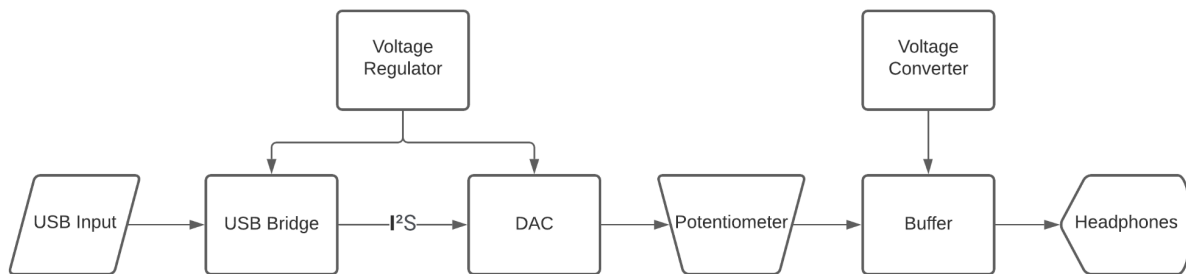 Voltage
Regulator
Voltage
Converter
USB Input
USB Bridge
I²S
DAC
Potentiometer
Buffer
Headphones